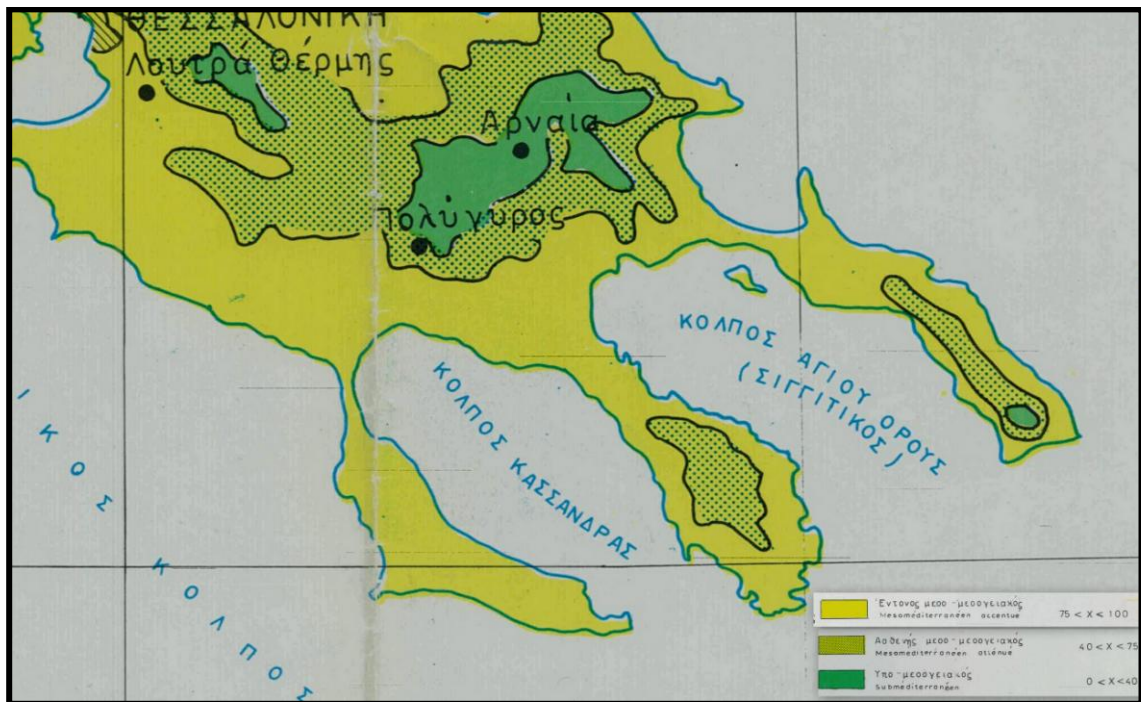 ΘΕΣΣΑΛΟΝΙΚΗ
Λουτρά Θέρμης
Αρναία
Πολύγυρος
ΚΟΛΠΟΣ ΑΓΙΟΥ ΟΡΟΥΣ
(ΣΙΓΓΙΤΙΚΟΣ)
ΚΟΛΠΟΣ ΚΑΣΣΑΝΔΡΑΣ
ΙΚΟΣ
ΚΟΛΠΟΣ
Έντονος μεσο-μεσογειακός 75 < X < 100
Mesoméditerranéen accentué
Ασθενής μεσο-μεσογειακός 40 < X < 75
Mesoméditerranéen atténué
Υπο-μεσογειακός 0 < X < 40
Subméditerranéen